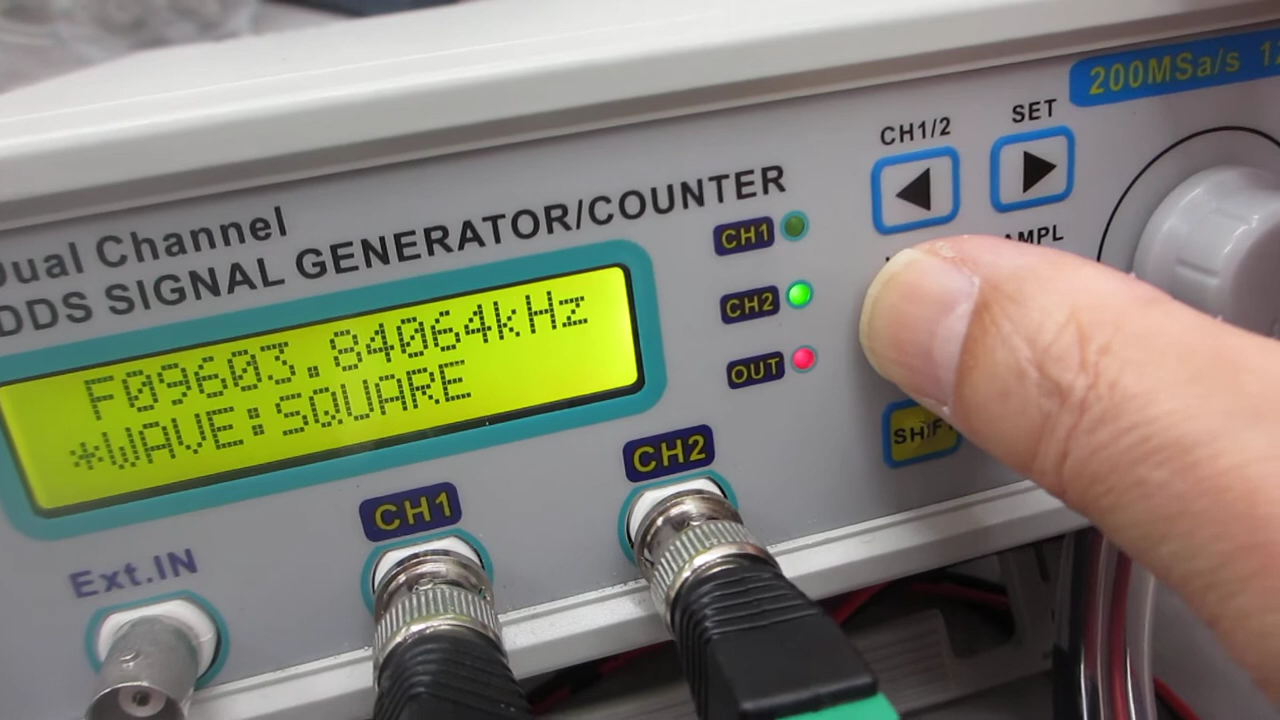 Dual Channel
DDS SIGNAL GENERATOR/COUNTER
F09603.84064kHz
*WAVE:SQUARE
CH1
CH2
OUT
CH1/2
SET
200MSa/s
AMPL
SHIFT
CH1
CH2
Ext.IN